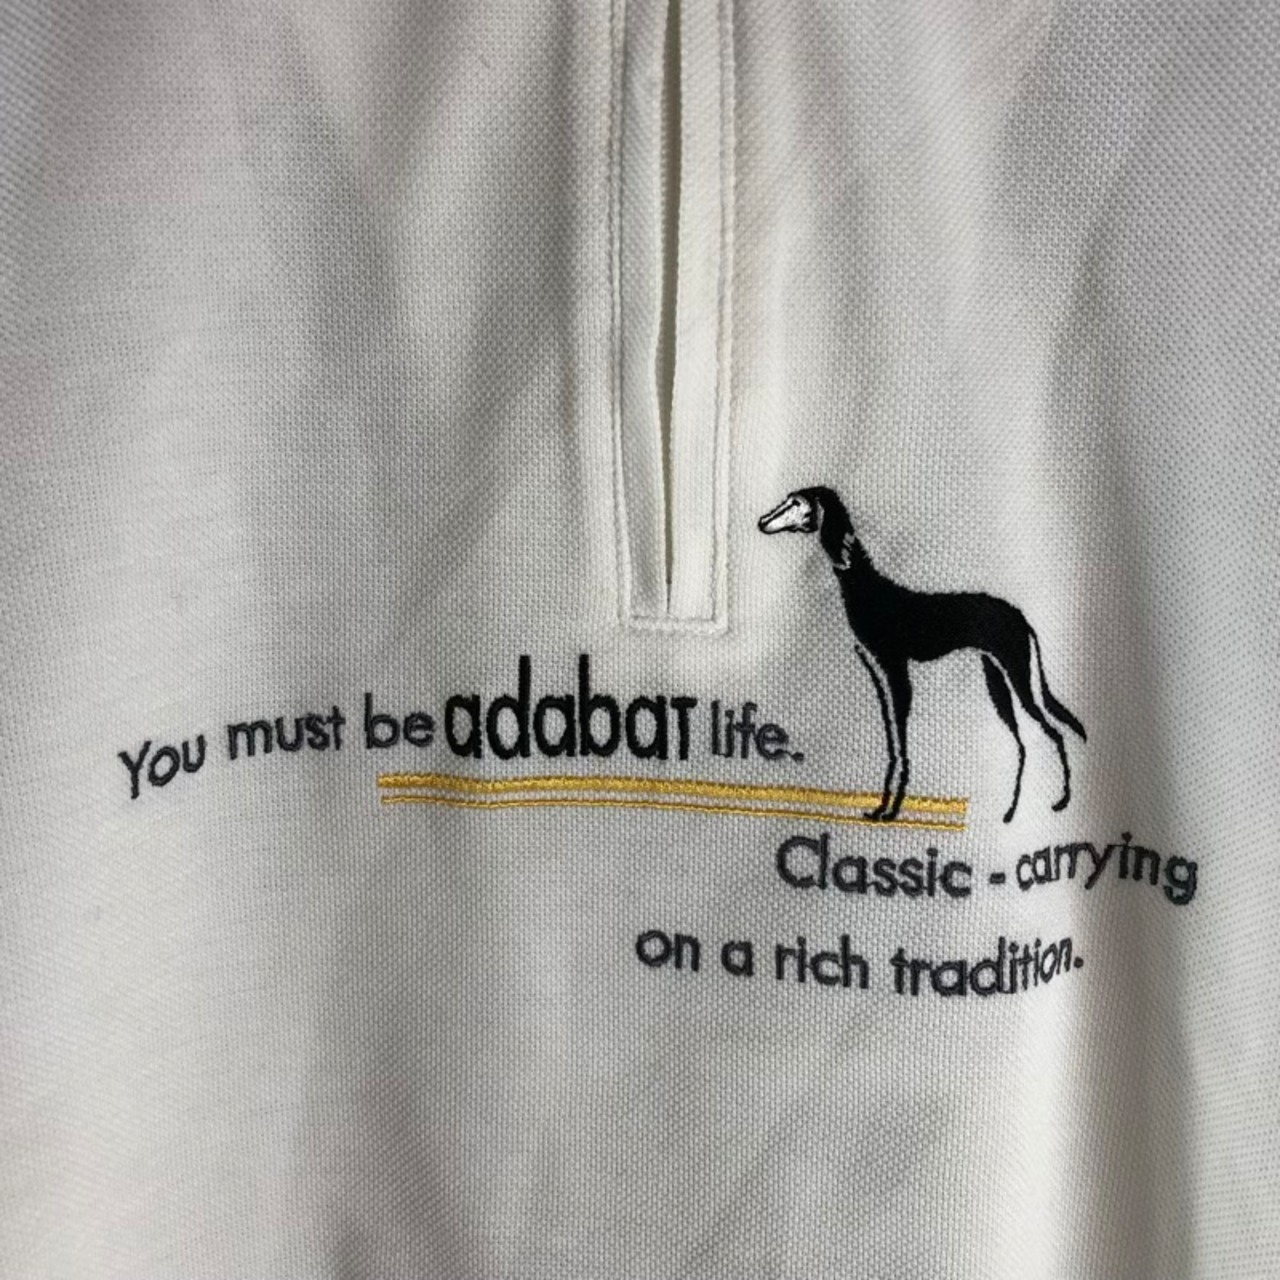 You must be adabaT life.
Classic - carrying
on a rich tradition.